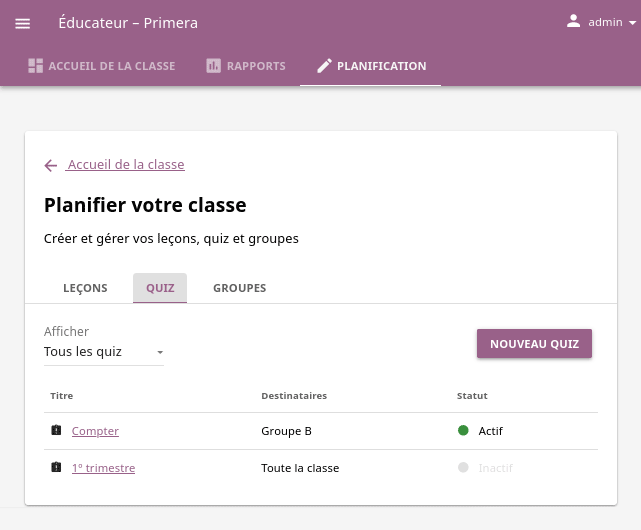 Éducateur – Primera
admin
ACCUEIL DE LA CLASSE RAPPORTS PLANIFICATION
Accueil de la classe
Planifier votre classe
Créer et gérer vos leçons, quiz et groupes
LEÇONS QUIZ GROUPES
Afficher
Tous les quiz
NOUVEAU QUIZ
Titre Destinataires Statut
Compter Groupe B Actif
1º trimestre Toute la classe Inactif